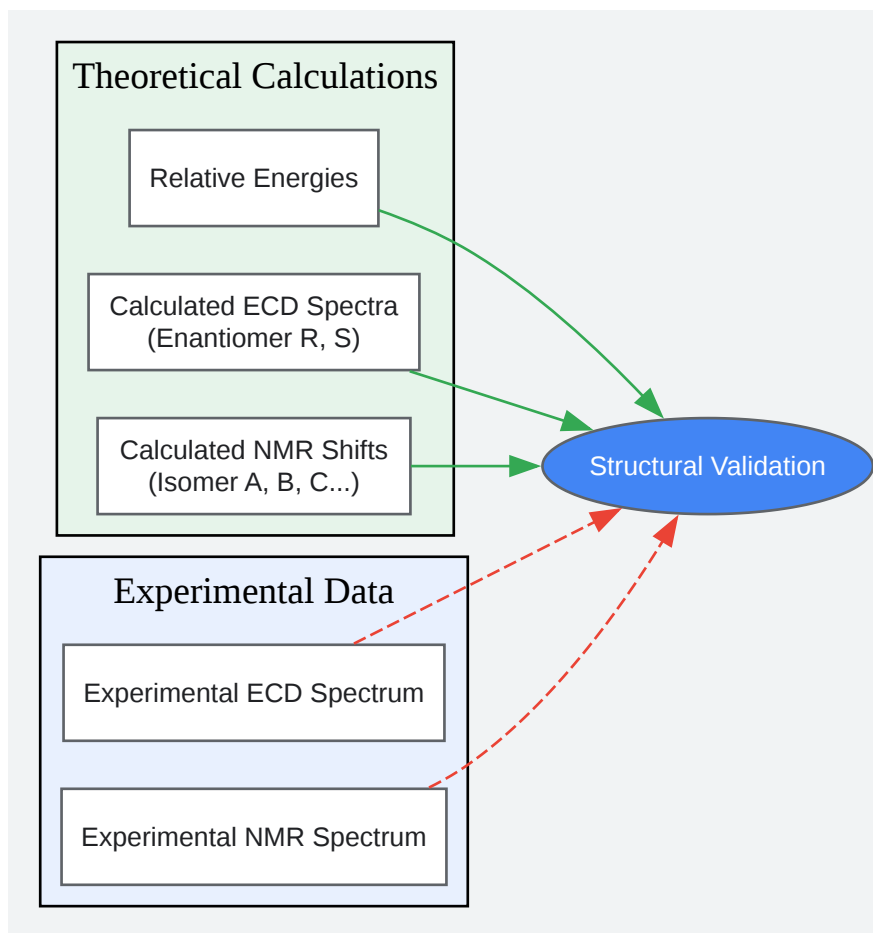 Theoretical Calculations
Relative Energies
Calculated ECD Spectra
(Enantiomer R, S)
Calculated NMR Shifts
(Isomer A, B, C...)
Structural Validation
Experimental Data
Experimental ECD Spectrum
Experimental NMR Spectrum